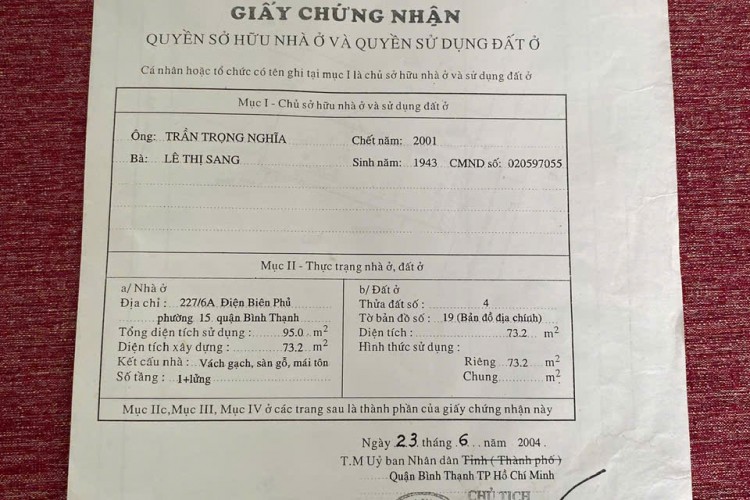 GIẤY CHỨNG NHẬN
QUYỀN SỞ HỮU NHÀ Ở VÀ QUYỀN SỬ DỤNG ĐẤT Ở
Cá nhân hoặc tổ chức có tên ghi tại mục I là chủ sở hữu nhà ở và sử dụng đất ở
Mục I - Chủ sở hữu nhà ở và sử dụng đất ở
Ông: TRẦN TRỌNG NGHĨA Chết năm: 2001
Bà: LÊ THỊ SANG Sinh năm: 1943 CMND số: 020597055
Mục II - Thực trạng nhà ở, đất ở
a/ Nhà ở
Địa chỉ : 227/6A Điện Biên Phủ
phường 15 quận Bình Thạnh
Tổng diện tích sử dụng : 95.0 m2
Diện tích xây dựng : 73.2 m2
Kết cấu nhà : Vách gạch, sàn gỗ, mái tôn
Số tầng : 1+lửng
b/ Đất ở
Thửa đất số : 4
Tờ bản đồ số : 19 (Bản đồ địa chính)
Diện tích : 73.2 m2
Hình thức sử dụng :
Riêng 73.2 m2
Chung m2
Mục IIc, Mục III, Mục IV ở các trang sau là thành phần của giấy chứng nhận này
Ngày 23 tháng 6 năm 2004
T.M Uỷ ban Nhân dân Tỉnh ( Thành phố )
Quận Bình Thạnh TP Hồ Chí Minh
CHỦ TỊCH